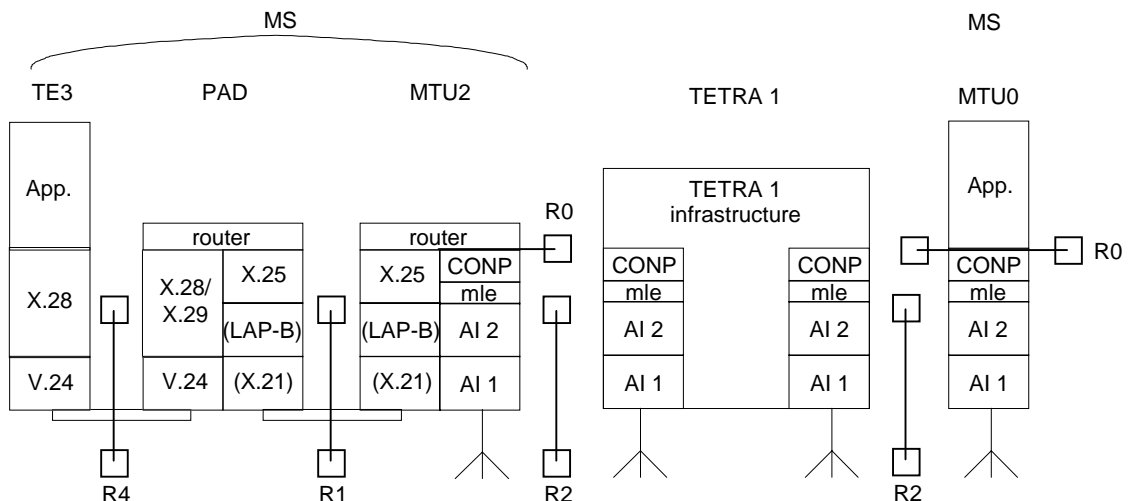 MS MS
TE3 PAD MTU2 TETRA 1 MTU0
App. TETRA 1 infrastructure App.
R0
router router
R0
X.28 X.28/ X.29 X.25 X.25 CONP CONP CONP CONP
mle mle mle mle
(LAP-B) (LAP-B) AI 2 AI 2 AI 2 AI 2
V.24 V.24 (X.21) (X.21) AI 1 AI 1 AI 1 AI 1
R4 R1 R2 R2